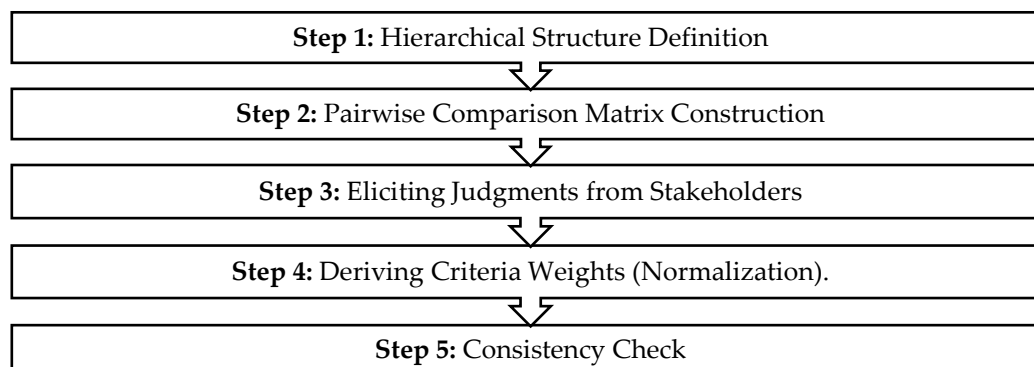 Step 1: Hierarchical Structure Definition
Step 2: Pairwise Comparison Matrix Construction
Step 3: Eliciting Judgments from Stakeholders
Step 4: Deriving Criteria Weights (Normalization).
Step 5: Consistency Check